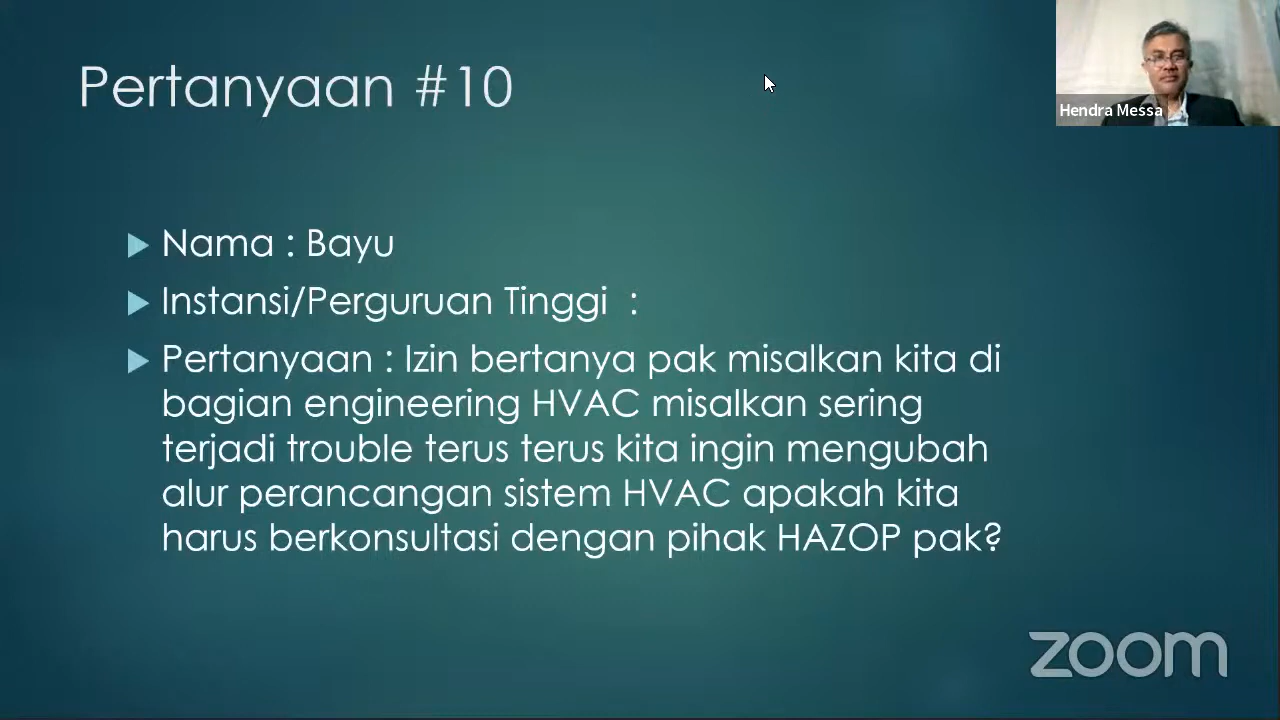 Pertanyaan #10
Hendra Messa
Nama : Bayu
Instansi/Perguruan Tinggi :
Pertanyaan : Izin bertanya pak misalkan kita di
bagian engineering HVAC misalkan sering
terjadi trouble terus terus kita ingin mengubah
alur perancangan sistem HVAC apakah kita
harus berkonsultasi dengan pihak HAZOP pak?
zoom